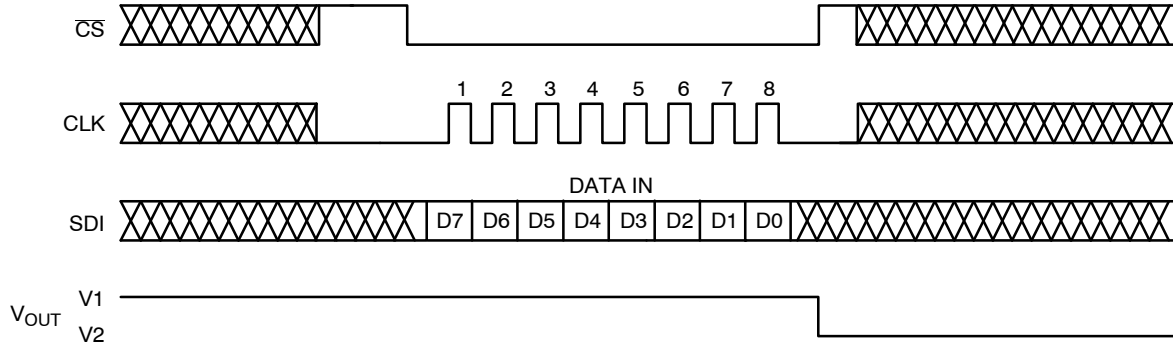 C̅S̅
CLK
1 2 3 4 5 6 7 8
DATA IN
SDI
D7 D6 D5 D4 D3 D2 D1 D0
VOUT
V1
V2